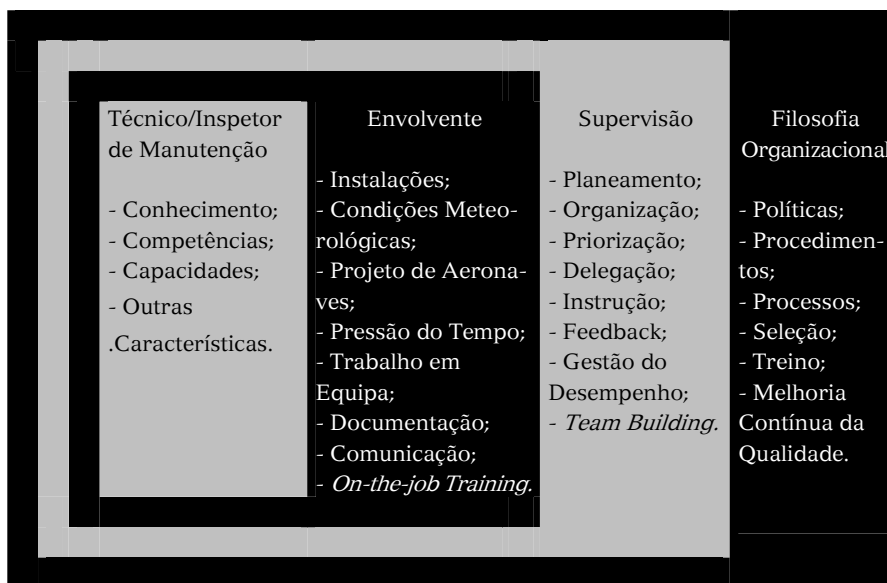 Técnico/Inspetor
de Manutenção
- Conhecimento;
- Competências;
- Capacidades;
- Outras
.Características.
Envolvente
- Instalações;
- Condições Meteo-
rológicas;
- Projeto de Aerona-
ves;
- Pressão do Tempo;
- Trabalho em
Equipa;
- Documentação;
- Comunicação;
- On-the-job Training.
Supervisão
- Planeamento;
- Organização;
- Priorização;
- Delegação;
- Instrução;
- Feedback;
- Gestão do
Desempenho;
- Team Building.
Filosofia
Organizacional
- Políticas;
- Procedimen-
tos;
- Processos;
- Seleção;
- Treino;
- Melhoria
Contínua da
Qualidade.